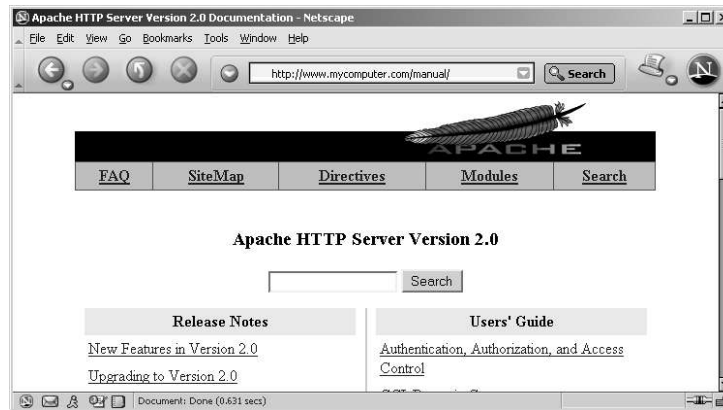 Apache HTTP Server Version 2.0 Documentation - Netscape
File Edit View Go Bookmarks Tools Window Help
http://www.mycomputer.com/manual/ Search N
APACHE
FAQ SiteMap Directives Modules Search
Apache HTTP Server Version 2.0
Search
Release Notes Users' Guide
New Features in Version 2.0 Authentication, Authorization, and Access
Control
Upgrading to Version 2.0
Document: Done (0.631 secs)